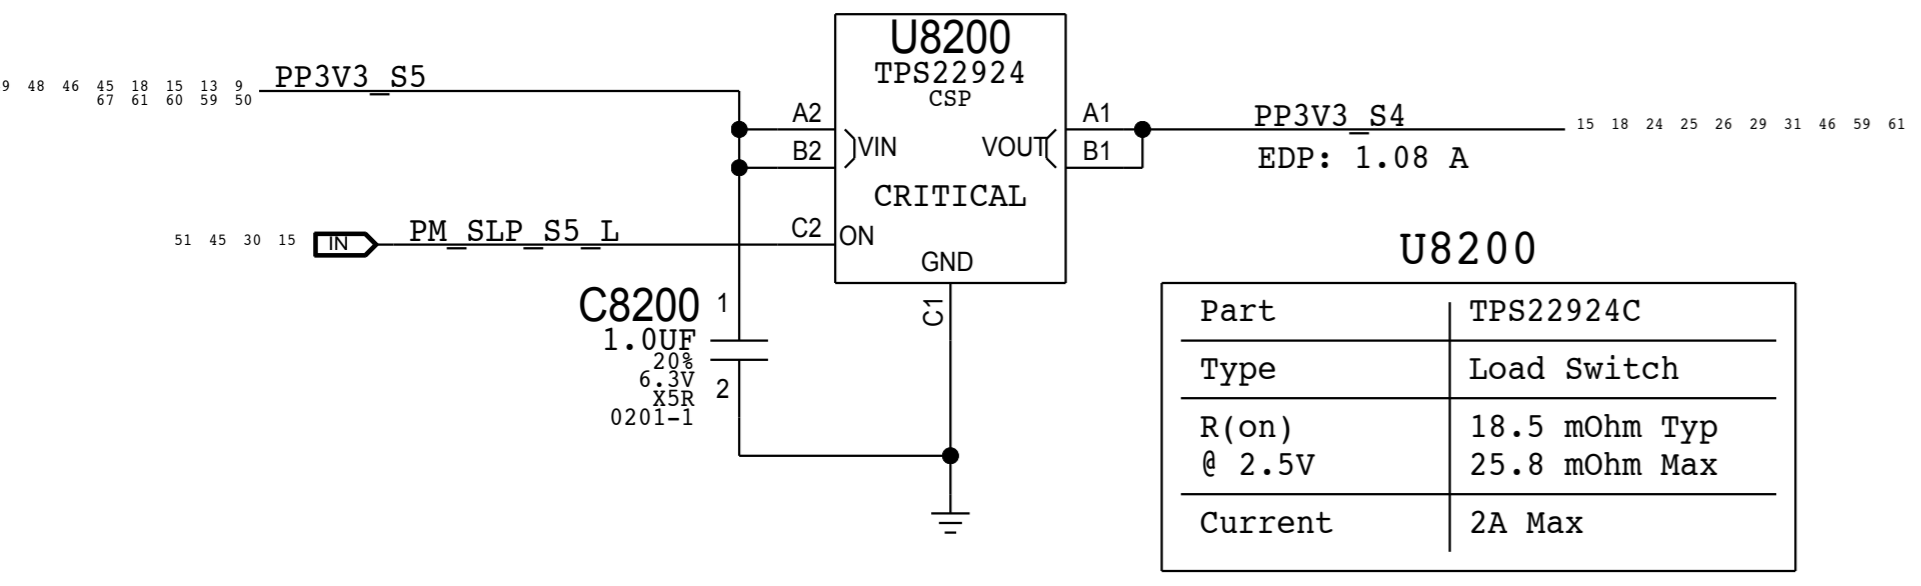 U8200
TPS22924
CSP
9 48 46 45 18 15 13 9
67 61 60 59 50
PP3V3_S5
A2
B2
VIN
VOUT
A1
B1
PP3V3_S4
15 18 24 25 26 29 31 46 59 61
EDP: 1.08 A
CRITICAL
51 45 30 15
IN
PM_SLP_S5_L
C2
ON
GND
C1
C8200
1
1.0UF
20%
6.3V
X5R
0201-1
2
U8200
Part TPS22924C
Type Load Switch
R(on) 18.5 mOhm Typ
@ 2.5V 25.8 mOhm Max
Current 2A Max